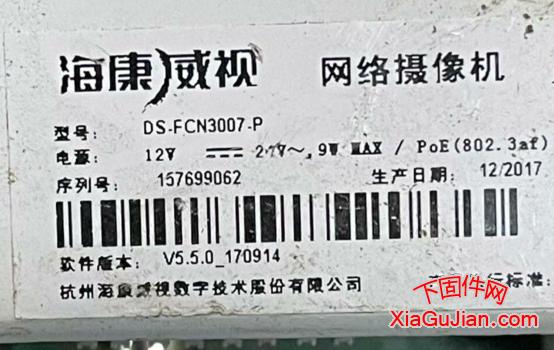 海康威视 网络摄像机
型号: DS-FCN3007-P
电源: 12V ⎓ 24V~, 9W MAX / PoE(802.3af)
序列号: 157699062 生产日期: 12/2017
软件版本: V5.5.0_170914
杭州海康威视数字技术股份有限公司 行标准:
下固件网
XiaGuJian.com